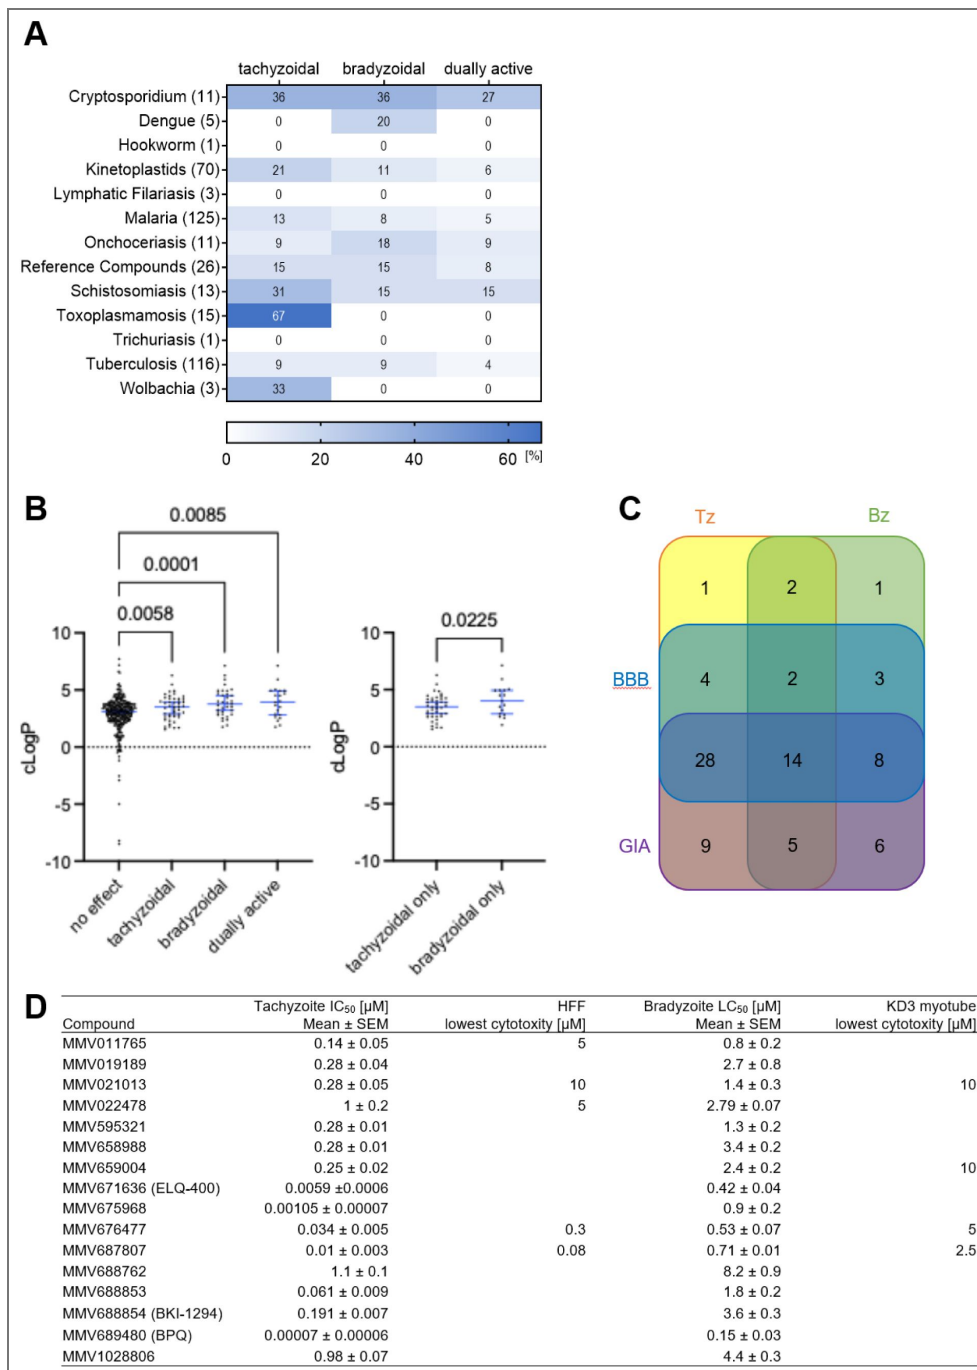 A
tachyzoidal bradyzoidal dually active
Cryptosporidium (11) 36 36 27
Dengue (5) 0 20 0
Hookworm (1) 0 0 0
Kinetoplastids (70) 21 11 6
Lymphatic Filariasis (3) 0 0 0
Malaria (125) 13 8 5
Onchoceriasis (11) 9 18 9
Reference Compounds (26) 15 15 8
Schistosomiasis (13) 31 15 15
Toxoplasmamosis (15) 67 0 0
Trichuriasis (1) 0 0 0
Tuberculosis (116) 9 9 4
Wolbachia (3) 33 0 0
0 20 40 60 [%]
B
0.0085
0.0001
0.0058
10
5
0
-5
-10
cLogP
no effect
tachyzoidal
bradyzoidal
dually active
0.0225
10
5
0
-5
-10
cLogP
tachyzoidal only
bradyzoidal only
C
Tz Bz
1 2 1
BBB 4 2 3
28 14 8
GIA 9 5 6
D
Tachyzoite IC50 [µM] HFF Bradyzoite LC50 [µM] KD3 myotube
Compound Mean ± SEM lowest cytotoxity [µM] Mean ± SEM lowest cytotoxity [µM]
MMV011765 0.14 ± 0.05 5 0.8 ± 0.2
MMV019189 0.28 ± 0.04 2.7 ± 0.8
MMV021013 0.28 ± 0.05 10 1.4 ± 0.3 10
MMV022478 1 ± 0.2 5 2.79 ± 0.07
MMV595321 0.28 ± 0.01 1.3 ± 0.2
MMV658988 0.28 ± 0.01 3.4 ± 0.2
MMV659004 0.25 ± 0.02 2.4 ± 0.2 10
MMV671636 (ELQ-400) 0.0059 ±0.0006 0.42 ± 0.04
MMV675968 0.00105 ± 0.00007 0.9 ± 0.2
MMV676477 0.034 ± 0.005 0.3 0.53 ± 0.07 5
MMV687807 0.01 ± 0.003 0.08 0.71 ± 0.01 2.5
MMV688762 1.1 ± 0.1 8.2 ± 0.9
MMV688853 0.061 ± 0.009 1.8 ± 0.2
MMV688854 (BKI-1294) 0.191 ± 0.007 3.6 ± 0.3
MMV689480 (BPQ) 0.00007 ± 0.00006 0.15 ± 0.03
MMV1028806 0.98 ± 0.07 4.4 ± 0.3